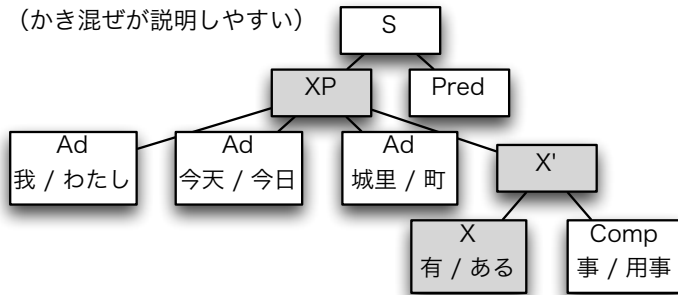 （かき混ぜが説明しやすい）
S
XP
Pred
Ad
我 / わたし
Ad
今天 / 今日
Ad
城里 / 町
X'
X
有 / ある
Comp
事 / 用事